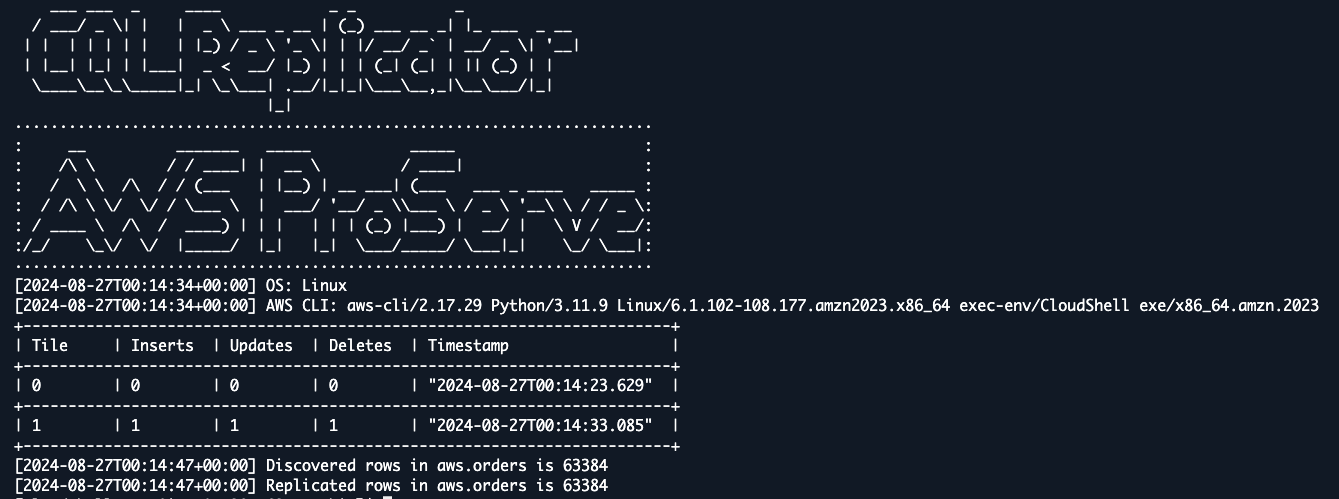 CQLReplicator
AWS ProServe
[2024-08-27T00:14:34+00:00] OS: Linux
[2024-08-27T00:14:34+00:00] AWS CLI: aws-cli/2.17.29 Python/3.11.9 Linux/6.1.102-108.177.amzn2023.x86_64 exec-env/CloudShell exe/x86_64.amzn.2023
| Tile | Inserts | Updates | Deletes | Timestamp |
| 0 | 0 | 0 | 0 | "2024-08-27T00:14:23.629" |
| 1 | 1 | 1 | 1 | "2024-08-27T00:14:33.085" |
[2024-08-27T00:14:47+00:00] Discovered rows in aws.orders is 63384
[2024-08-27T00:14:47+00:00] Replicated rows in aws.orders is 63384